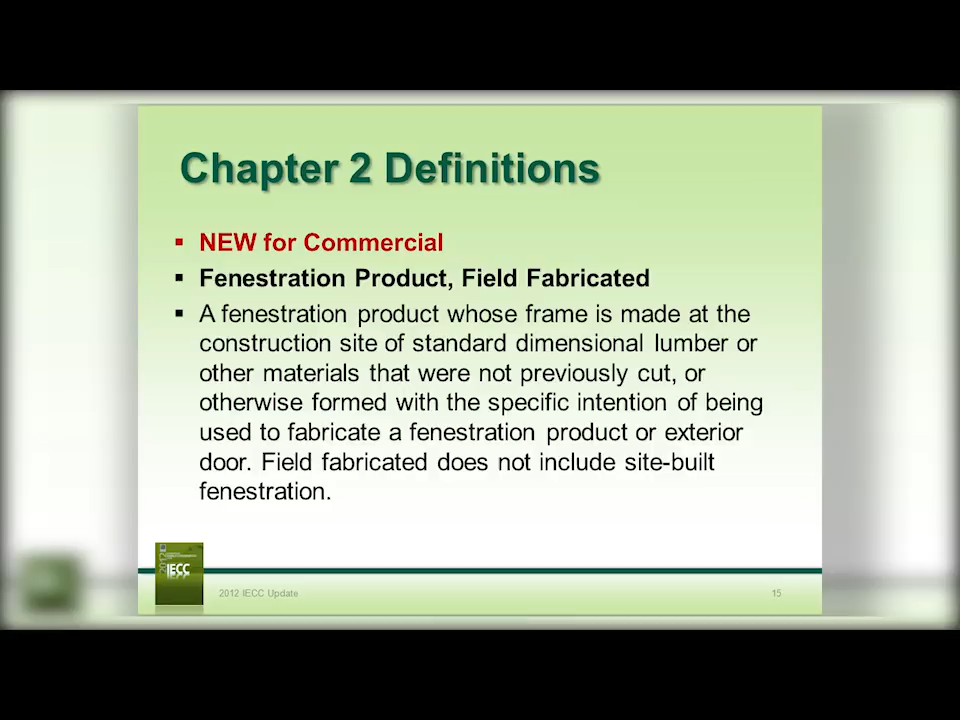 Chapter 2 Definitions
▪ NEW for Commercial
▪ Fenestration Product, Field Fabricated
▪ A fenestration product whose frame is made at the
construction site of standard dimensional lumber or
other materials that were not previously cut, or
otherwise formed with the specific intention of being
used to fabricate a fenestration product or exterior
door. Field fabricated does not include site-built
fenestration.
2012
IECC
2012 IECC Update
15